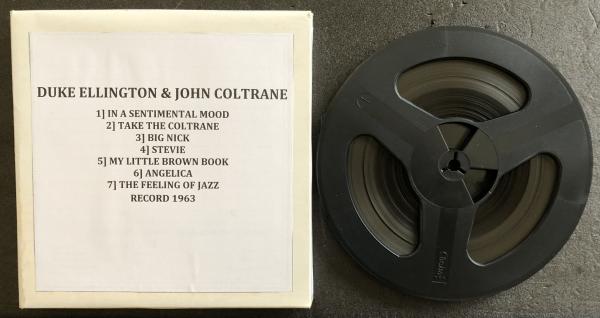 DUKE ELLINGTON & JOHN COLTRANE
1] IN A SENTIMENTAL MOOD
2] TAKE THE COLTRANE
3] BIG NICK
4] STEVIE
5] MY LITTLE BROWN BOOK
6] ANGELICA
7] THE FEELING OF JAZZ
RECORD 1963